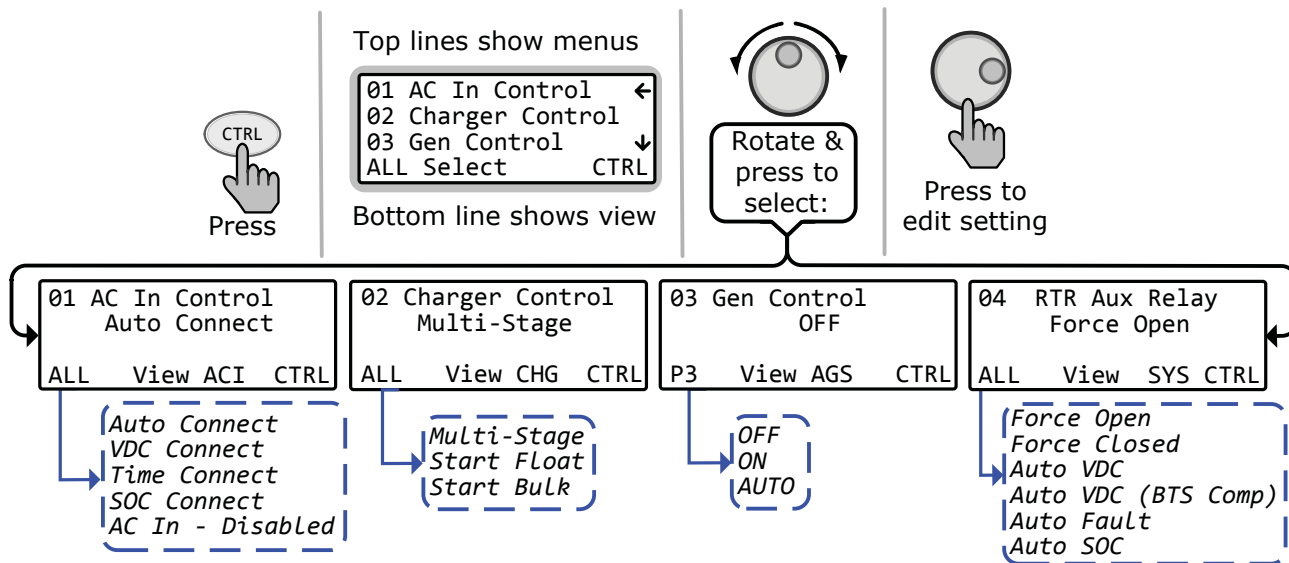 CTRL
Press
Top lines show menus
01 AC In Control ←
02 Charger Control
03 Gen Control ↓
ALL Select CTRL
Bottom line shows view
Rotate &
press to
select:
Press to
edit setting
01 AC In Control
Auto Connect
ALL View ACI CTRL
Auto Connect
VDC Connect
Time Connect
SOC Connect
AC In - Disabled
02 Charger Control
Multi-Stage
ALL View CHG CTRL
Multi-Stage
Start Float
Start Bulk
03 Gen Control
OFF
P3 View AGS CTRL
OFF
ON
AUTO
04 RTR Aux Relay
Force Open
ALL View SYS CTRL
Force Open
Force Closed
Auto VDC
Auto VDC (BTS Comp)
Auto Fault
Auto SOC